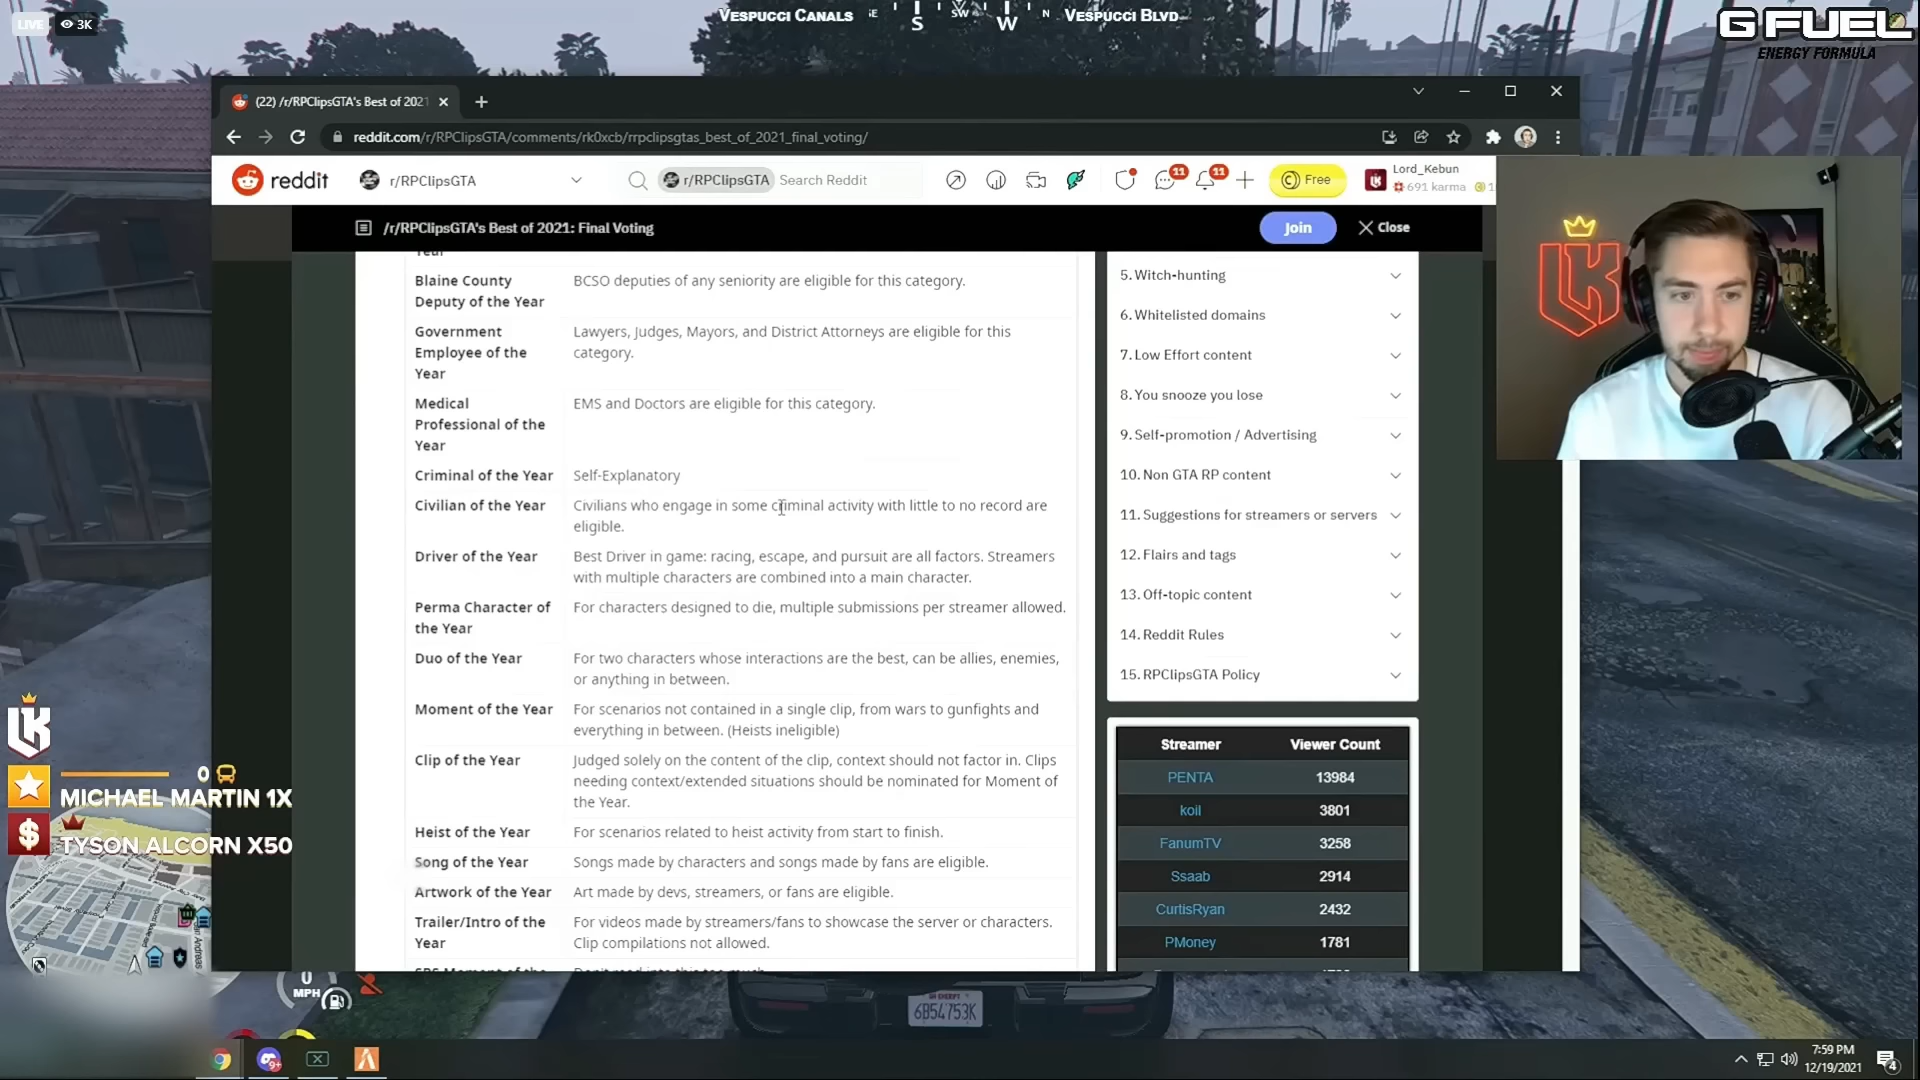 LIVE 3K
VESPUCCI CANALS SE S SW W N VESPUCCI BLVD
G FUEL
ENERGY FORMULA
(22) /r/RPClipsGTA's Best of 2021
reddit.com/r/RPClipsGTA/comments/rk0xcb/rrpclipsgtas_best_of_2021_final_voting/
reddit r/RPClipsGTA r/RPClipsGTA Search Reddit 11 11 Free Lord_Kebun
691 karma
/r/RPClipsGTA's Best of 2021: Final Voting Join Close
Year
Blaine County
Deputy of the Year
BCSO deputies of any seniority are eligible for this category.
Government
Employee of the
Year
Lawyers, Judges, Mayors, and District Attorneys are eligible for this
category.
Medical
Professional of the
Year
EMS and Doctors are eligible for this category.
Criminal of the Year Self-Explanatory
Civilian of the Year Civilians who engage in some criminal activity with little to no record are
eligible.
Driver of the Year Best Driver in game: racing, escape, and pursuit are all factors. Streamers
with multiple characters are combined into a main character.
Perma Character of
the Year
For characters designed to die, multiple submissions per streamer allowed.
Duo of the Year For two characters whose interactions are the best, can be allies, enemies,
or anything in between.
Moment of the Year For scenarios not contained in a single clip, from wars to gunfights and
everything in between. (Heists ineligible)
Clip of the Year Judged solely on the content of the clip, context should not factor in. Clips
needing context/extended situations should be nominated for Moment of
the Year.
Heist of the Year For scenarios related to heist activity from start to finish.
Song of the Year Songs made by characters and songs made by fans are eligible.
Artwork of the Year Art made by devs, streamers, or fans are eligible.
Trailer/Intro of the
Year
For videos made by streamers/fans to showcase the server or characters.
Clip compilations not allowed.
5. Witch-hunting
6. Whitelisted domains
7. Low Effort content
8. You snooze you lose
9. Self-promotion / Advertising
10. Non GTA RP content
11. Suggestions for streamers or servers
12. Flairs and tags
13. Off-topic content
14. Reddit Rules
15. RPClipsGTA Policy
Streamer Viewer Count
PENTA 13984
koil 3801
FanumTV 3258
Ssaab 2914
CurtisRyan 2432
PMoney 1781
LK
LK
0
MICHAEL MARTIN 1X
TYSON ALCORN X50
0
MPH
6B54753K
9+
7:59 PM
12/19/2021
4